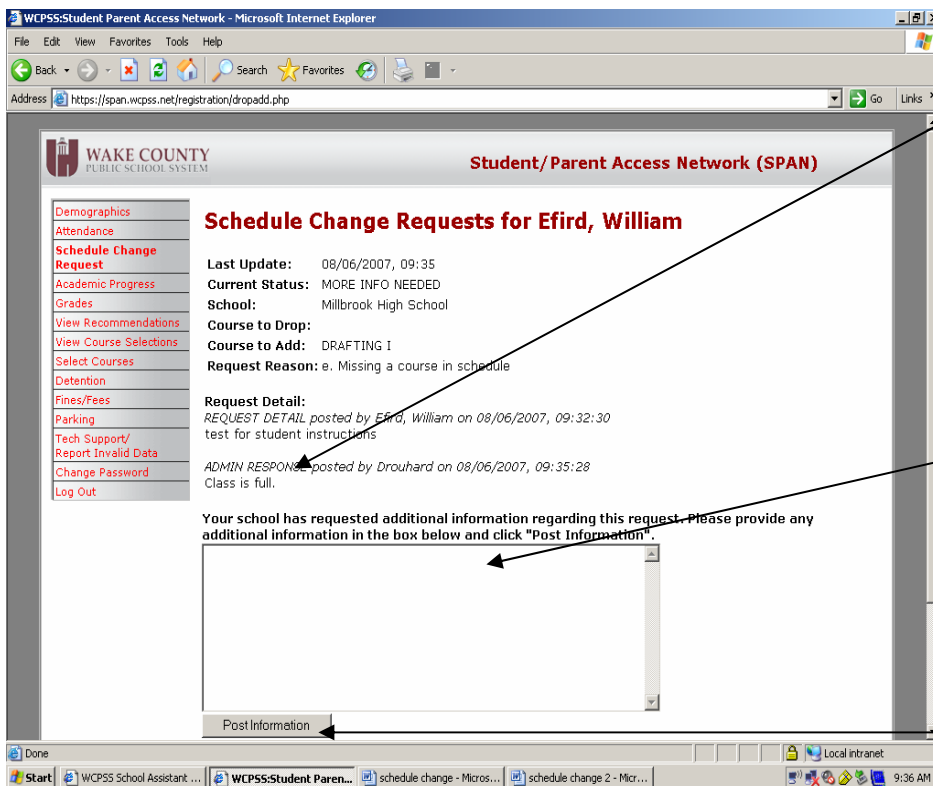 WCPSS:Student Parent Access Network - Microsoft Internet Explorer
File Edit View Favorites Tools Help
Back Search Favorites
Address https://span.wcpss.net/registration/dropadd.php Go Links
WAKE COUNTY
PUBLIC SCHOOL SYSTEM
Student/Parent Access Network (SPAN)
Demographics
Attendance
Schedule Change
Request
Academic Progress
Grades
View Recommendations
View Course Selections
Select Courses
Detention
Fines/Fees
Parking
Tech Support/
Report Invalid Data
Change Password
Log Out
Schedule Change Requests for Efird, William
Last Update: 08/06/2007, 09:35
Current Status: MORE INFO NEEDED
School: Millbrook High School
Course to Drop:
Course to Add: DRAFTING I
Request Reason: e. Missing a course in schedule
Request Detail:
REQUEST DETAIL posted by Efird, William on 08/06/2007, 09:32:30
test for student instructions
ADMIN RESPONSE posted by Drouhard on 08/06/2007, 09:35:28
Class is full.
Your school has requested additional information regarding this request. Please provide any
additional information in the box below and click "Post Information".
Post Information
Done Local intranet
Start WCPSS School Assistant ... WCPSS:Student Paren... schedule change - Micros... schedule change 2 - Micr... 9:36 AM